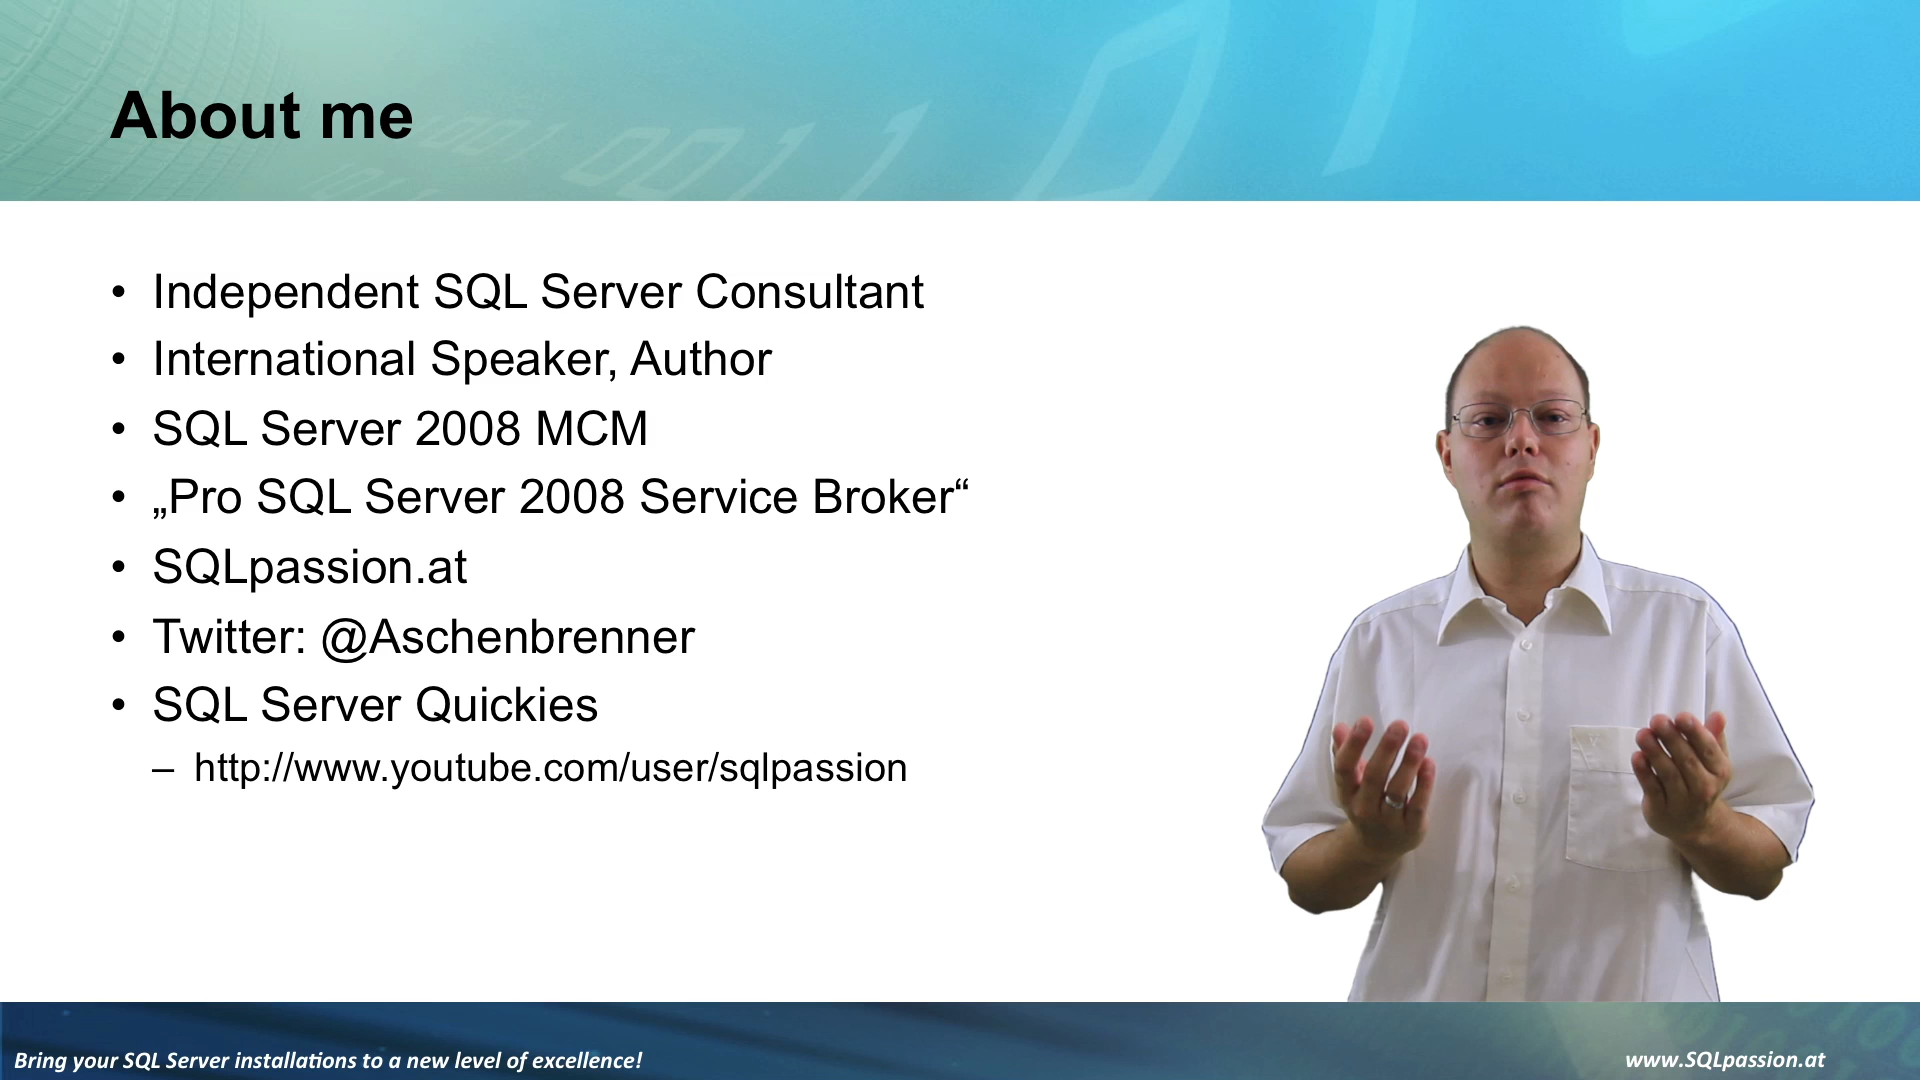 About me
• Independent SQL Server Consultant
• International Speaker, Author
• SQL Server 2008 MCM
• „Pro SQL Server 2008 Service Broker“
• SQLpassion.at
• Twitter: @Aschenbrenner
• SQL Server Quickies
– http://www.youtube.com/user/sqlpassion
Bring your SQL Server installations to a new level of excellence!
www.SQLpassion.at